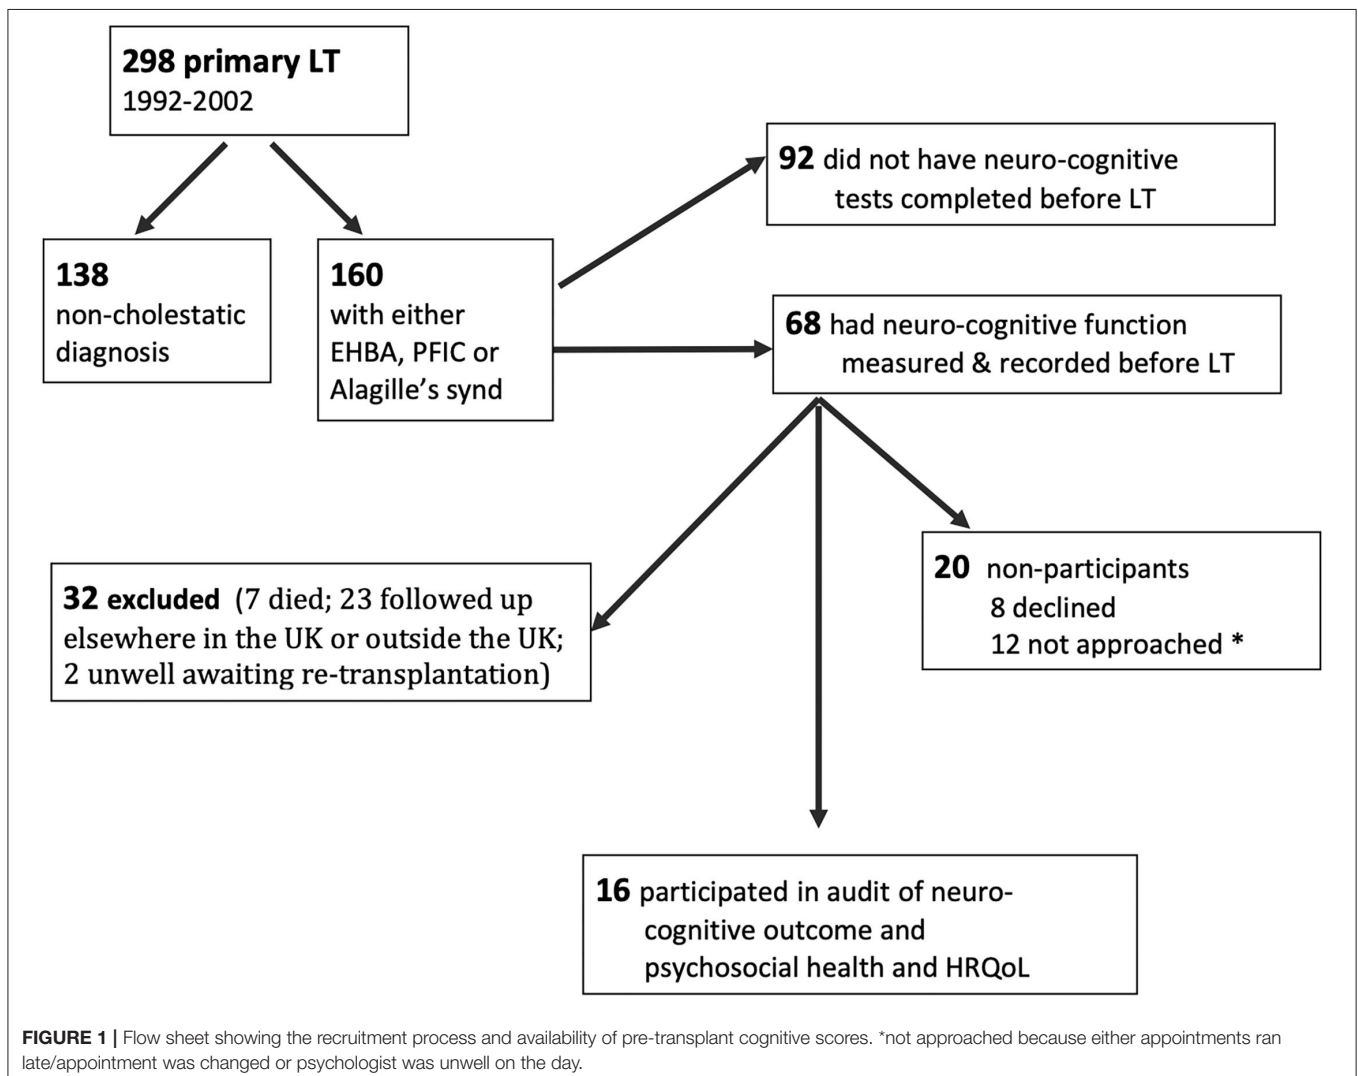 298 primary LT
1992-2002
92 did not have neuro-cognitive
tests completed before LT
138
non-cholestatic
diagnosis
160
with either
EHBA, PFIC or
Alagille's synd
68 had neuro-cognitive function
measured & recorded before LT
32 excluded (7 died; 23 followed up
elsewhere in the UK or outside the UK;
2 unwell awaiting re-transplantation)
20 non-participants
8 declined
12 not approached *
16 participated in audit of neuro-
cognitive outcome and
psychosocial health and HRQoL
FIGURE 1 | Flow sheet showing the recruitment process and availability of pre-transplant cognitive scores. *not approached because either appointments ran
late/appointment was changed or psychologist was unwell on the day.